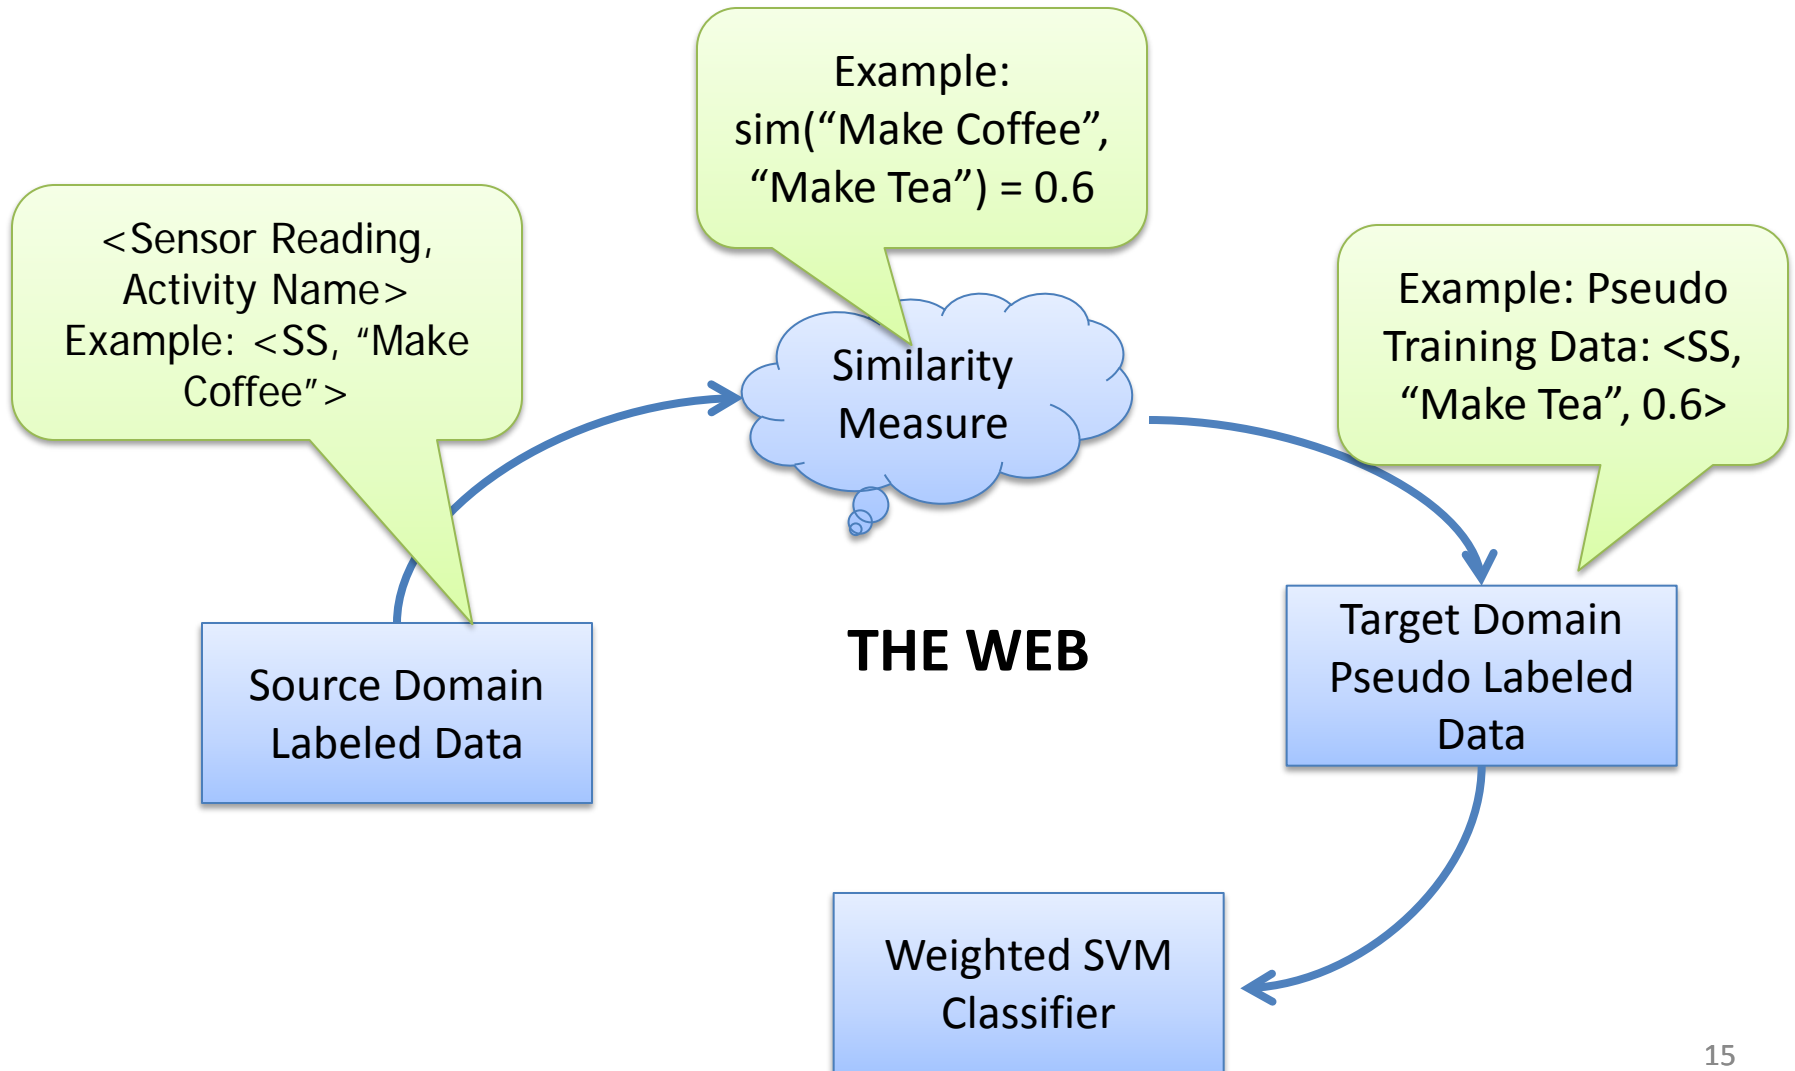 Example:
sim(“Make Coffee”,
“Make Tea”) = 0.6
<Sensor Reading,
Activity Name>
Example: <SS, “Make
Coffee”>
Example: Pseudo
Training Data: <SS,
“Make Tea”, 0.6>
Similarity
Measure
Source Domain
Labeled Data
THE WEB
Target Domain
Pseudo Labeled
Data
Weighted SVM
Classifier
15